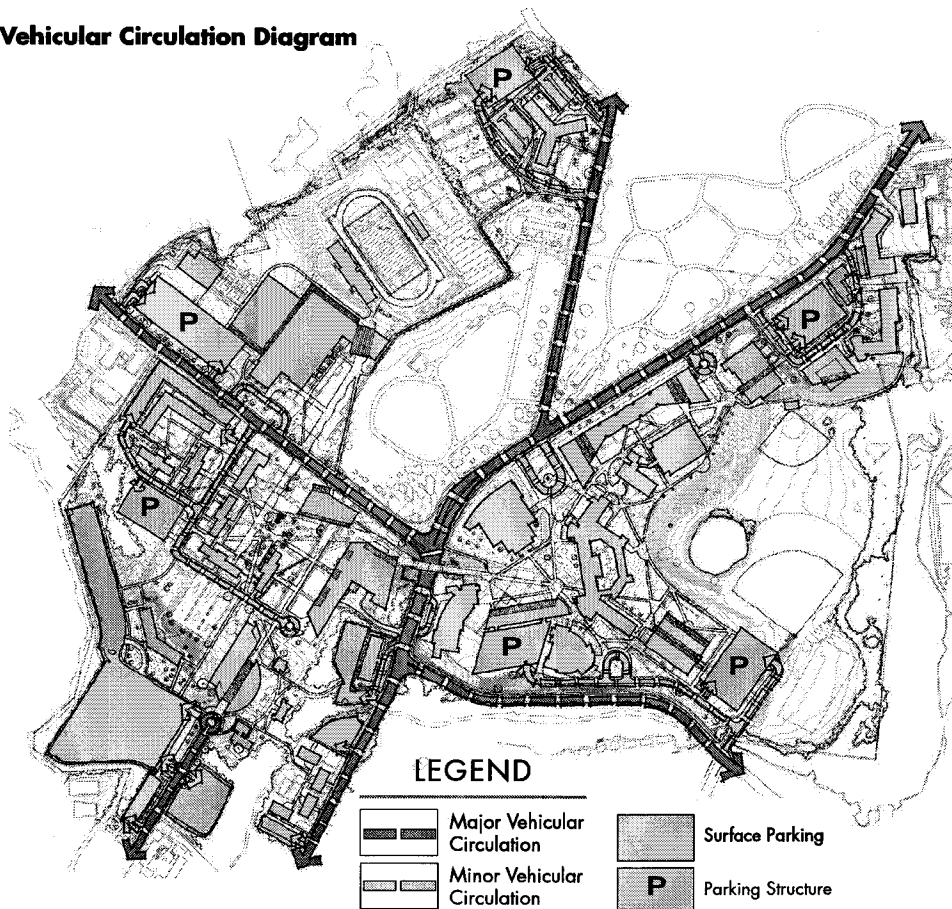 Vehicular Circulation Diagram
P
P
P
P
P
P
LEGEND
Major Vehicular
Circulation
Surface Parking
Minor Vehicular
Circulation
P
Parking Structure